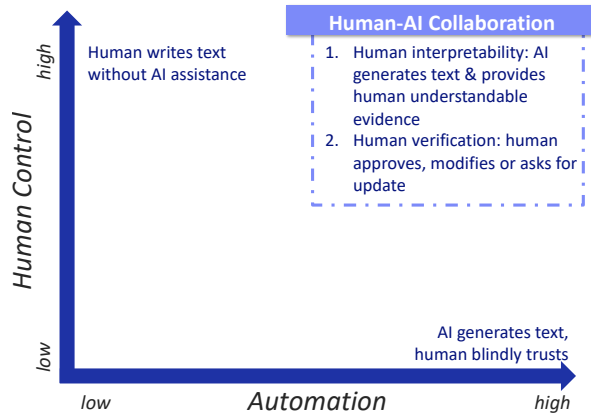 Human-AI Collaboration
high
Human writes text
without AI assistance
1. Human interpretability: AI
generates text & provides
human understandable
evidence
2. Human verification: human
approves, modifies or asks for
update
Human Control
low
AI generates text,
human blindly trusts
low
Automation
high